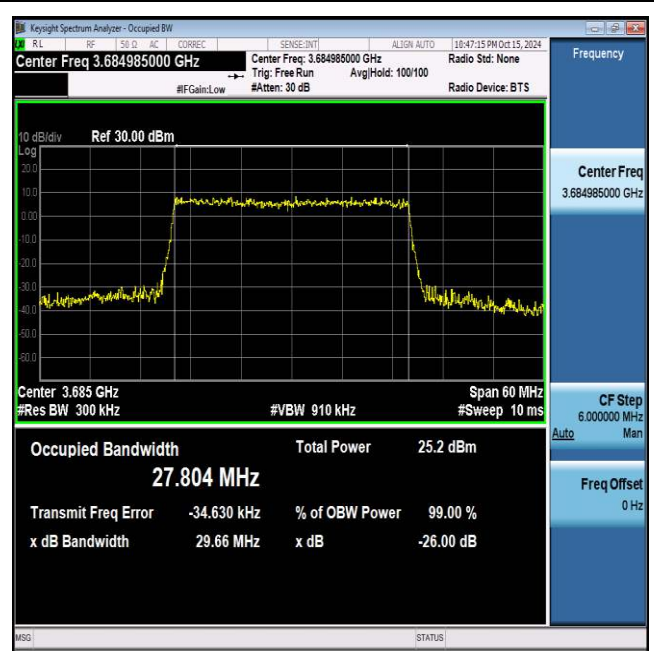 Keysight Spectrum Analyzer - Occupied BW
RL RF 50 Ω AC CORREC SENSE:INT ALIGN AUTO 10:47:15 PM Oct 15, 2024
Center Freq 3.684985000 GHz Center Freq: 3.684985000 GHz Radio Std: None
Trig: Free Run Avg|Hold: 100/100
#IFGain:Low #Atten: 30 dB Radio Device: BTS
Frequency
10 dB/div Ref 30.00 dBm
Log
20.0
10.0
0.00
-10.0
-20.0
-30.0
-40.0
-50.0
-60.0
Center 3.685 GHz Span 60 MHz
#Res BW 300 kHz #VBW 910 kHz #Sweep 10 ms
Occupied Bandwidth Total Power 25.2 dBm
27.804 MHz
Transmit Freq Error -34.630 kHz % of OBW Power 99.00 %
x dB Bandwidth 29.66 MHz x dB -26.00 dB
Center Freq
3.684985000 GHz
CF Step
6.000000 MHz
Auto Man
Freq Offset
0 Hz
MSG STATUS